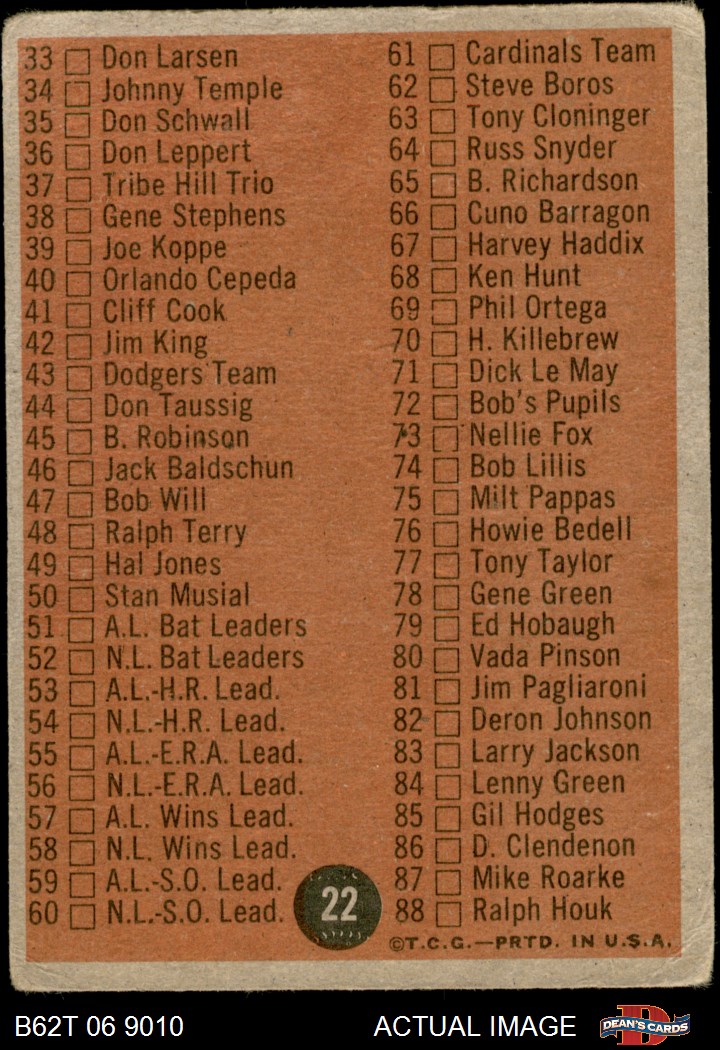 33 Don Larsen
34 Johnny Temple
35 Don Schwall
36 Don Leppert
37 Tribe Hill Trio
38 Gene Stephens
39 Joe Koppe
40 Orlando Cepeda
41 Cliff Cook
42 Jim King
43 Dodgers Team
44 Don Taussig
45 B. Robinson
46 Jack Baldschun
47 Bob Will
48 Ralph Terry
49 Hal Jones
50 Stan Musial
51 A.L. Bat Leaders
52 N.L. Bat Leaders
53 A.L.-H.R. Lead.
54 N.L.-H.R. Lead.
55 A.L.-E.R.A. Lead.
56 N.L.-E.R.A. Lead.
57 A.L. Wins Lead.
58 N.L. Wins Lead.
59 A.L.-S.O. Lead.
60 N.L.-S.O. Lead.
61 Cardinals Team
62 Steve Boros
63 Tony Cloninger
64 Russ Snyder
65 B. Richardson
66 Cuno Barragon
67 Harvey Haddix
68 Ken Hunt
69 Phil Ortega
70 H. Killebrew
71 Dick Le May
72 Bob's Pupils
73 Nellie Fox
74 Bob Lillis
75 Milt Pappas
76 Howie Bedell
77 Tony Taylor
78 Gene Green
79 Ed Hobaugh
80 Vada Pinson
81 Jim Pagliaroni
82 Deron Johnson
83 Larry Jackson
84 Lenny Green
85 Gil Hodges
86 D. Clendenon
87 Mike Roarke
88 Ralph Houk
22
©T.C.G.—PRTD. IN U.S.A.
B62T 06 9010
ACTUAL IMAGE
D
DEAN'S CARDS